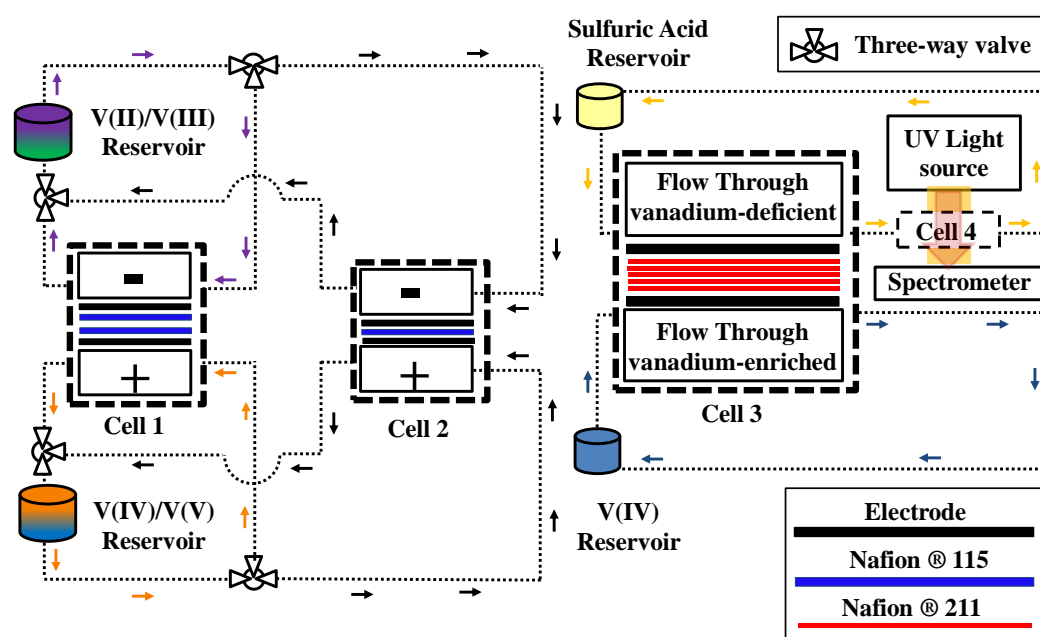 Sulfuric Acid
Reservoir
Three-way valve
V(II)/V(III)
Reservoir
UV Light
source
Flow Through
vanadium-deficient
Cell 4
Spectrometer
-
+
Cell 1
-
+
Cell 2
Flow Through
vanadium-enriched
Cell 3
V(IV)/V(V)
Reservoir
V(IV)
Reservoir
Electrode
Nafion ® 115
Nafion ® 211